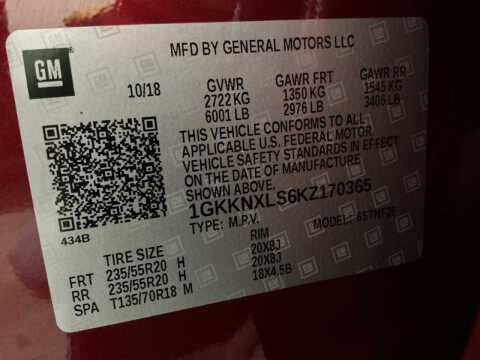 GM
MFD BY GENERAL MOTORS LLC
10/18 GVWR GAWR FRT GAWR RR
2722 KG 1350 KG 1545 KG
6001 LB 2976 LB 3406 LB
THIS VEHICLE CONFORMS TO ALL
APPLICABLE U.S. FEDERAL MOTOR
VEHICLE SAFETY STANDARDS IN EFFECT
ON THE DATE OF MANUFACTURE
SHOWN ABOVE.
1GKKNXLS6KZ170365
TYPE: M.P.V. MODEL:
434B
TIRE SIZE RIM
FRT 235/55R20 H 20X8J
RR 235/55R20 H 20X8J
SPA T135/70R18 M 18X4.5B